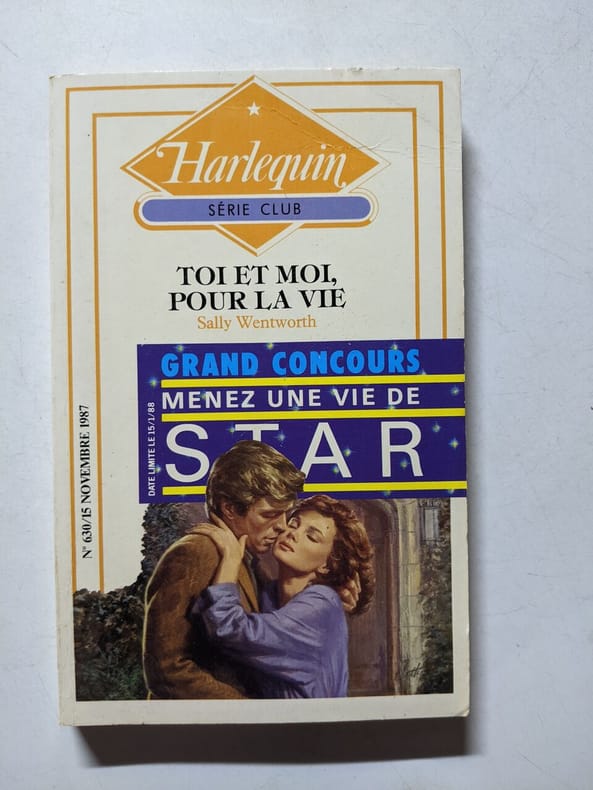 Harlequin
SÉRIE CLUB
TOI ET MOI,
POUR LA VIE
Sally Wentworth
GRAND CONCOURS
MENEZ UNE VIE DE
STAR
DATE LIMITE LE 15/1/88
N° 630/15 NOVEMBRE 1987